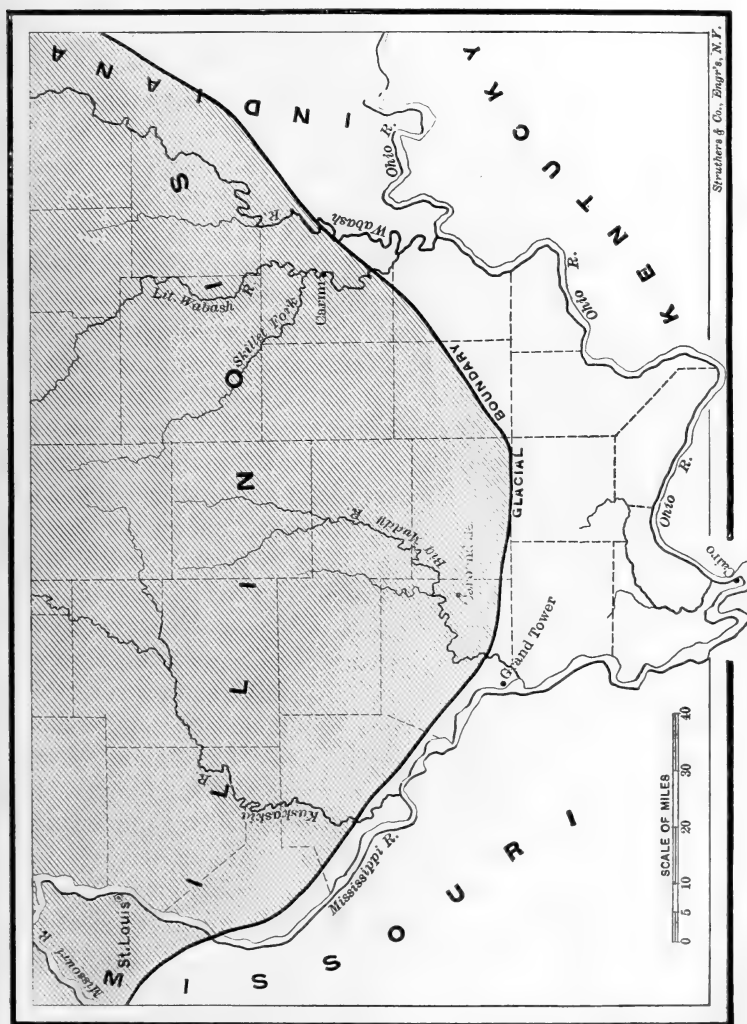 INDIANA
ILLINOIS
KENTUCKY
MISSOURI
Missouri R.
St.Louis
Mississippi R.
Kaskaskia R.
Big Muddy R.
Grand Tower
Cairo
Ohio R.
Ohio R.
Ohio R.
Wabash R.
Lit. Wabash R.
Skillet Fork
Carmi
GLACIAL BOUNDARY
SCALE OF MILES
0 5 10 20 30 40
Struthers & Co., Engr's, N.Y.